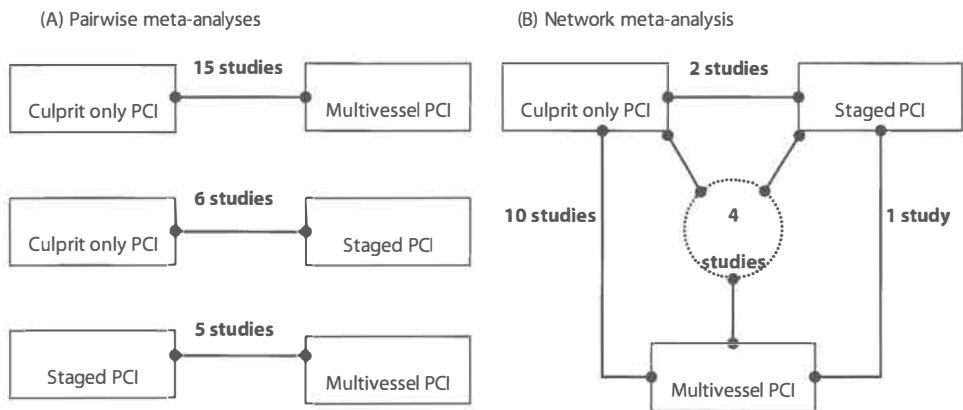 (A) Pairwise meta-analyses
15 studies
Culprit only PCI
Multivessel PCI
6 studies
Culprit only PCI
Staged PCI
5 studies
Staged PCI
Multivessel PCI
(B) Network meta-analysis
2 studies
Culprit only PCI
Staged PCI
10 studies
4
studies
1 study
Multivessel PCI